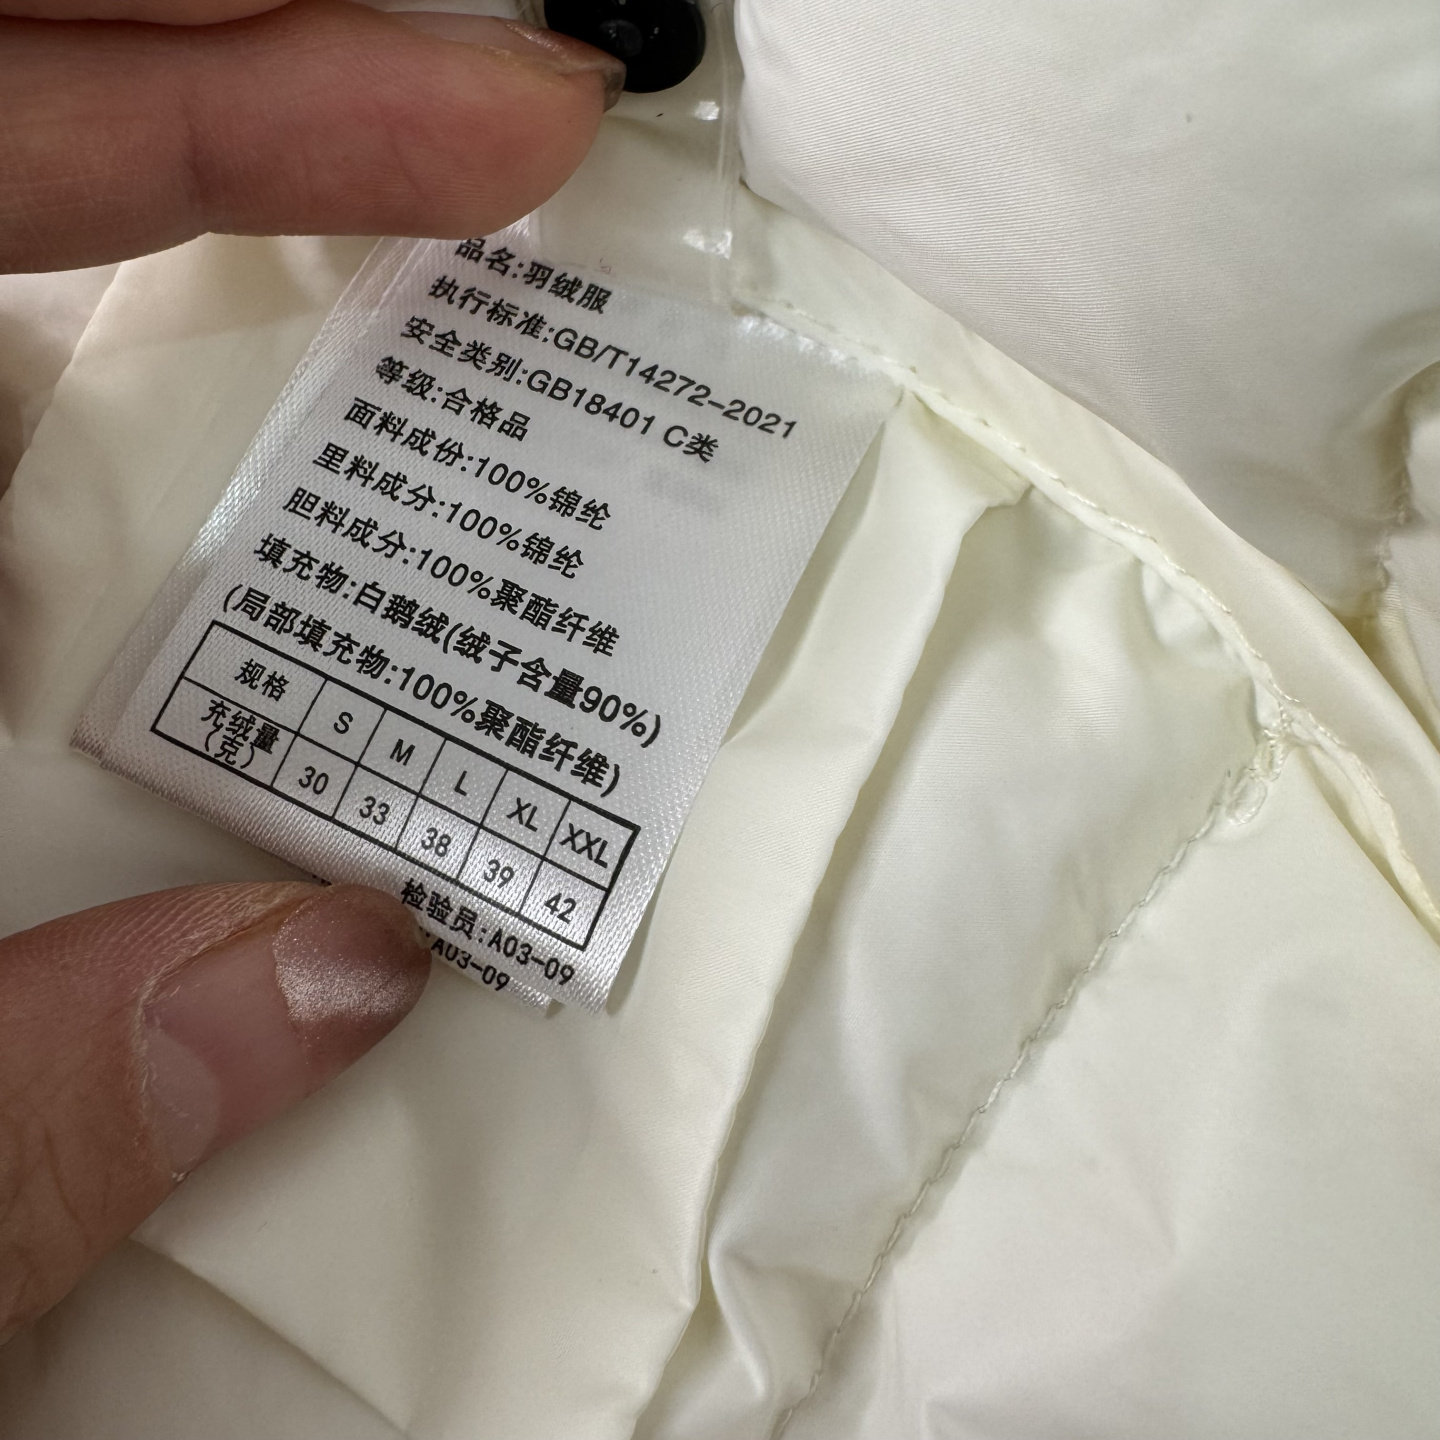 品名:羽绒服
执行标准:GB/T14272-2021
安全类别:GB18401 C类
等级:合格品
面料成份:100%锦纶
里料成分:100%锦纶
胆料成分:100%聚酯纤维
填充物:白鹅绒(绒子含量90%)
(局部填充物:100%聚酯纤维)
规格 S M L XL XXL
充绒量(克) 30 33 38 39 42
检验员:A03-09
:A03-09